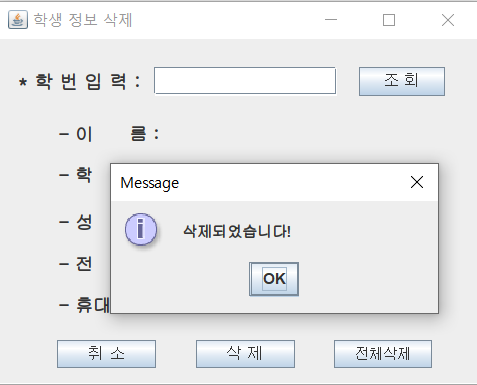 학생 정보 삭제
* 학 번 입 력 :
조 회
- 이 름 :
- 학
Message
삭제되었습니다!
- 성
OK
- 전
- 휴대
취 소
삭 제
전체삭제